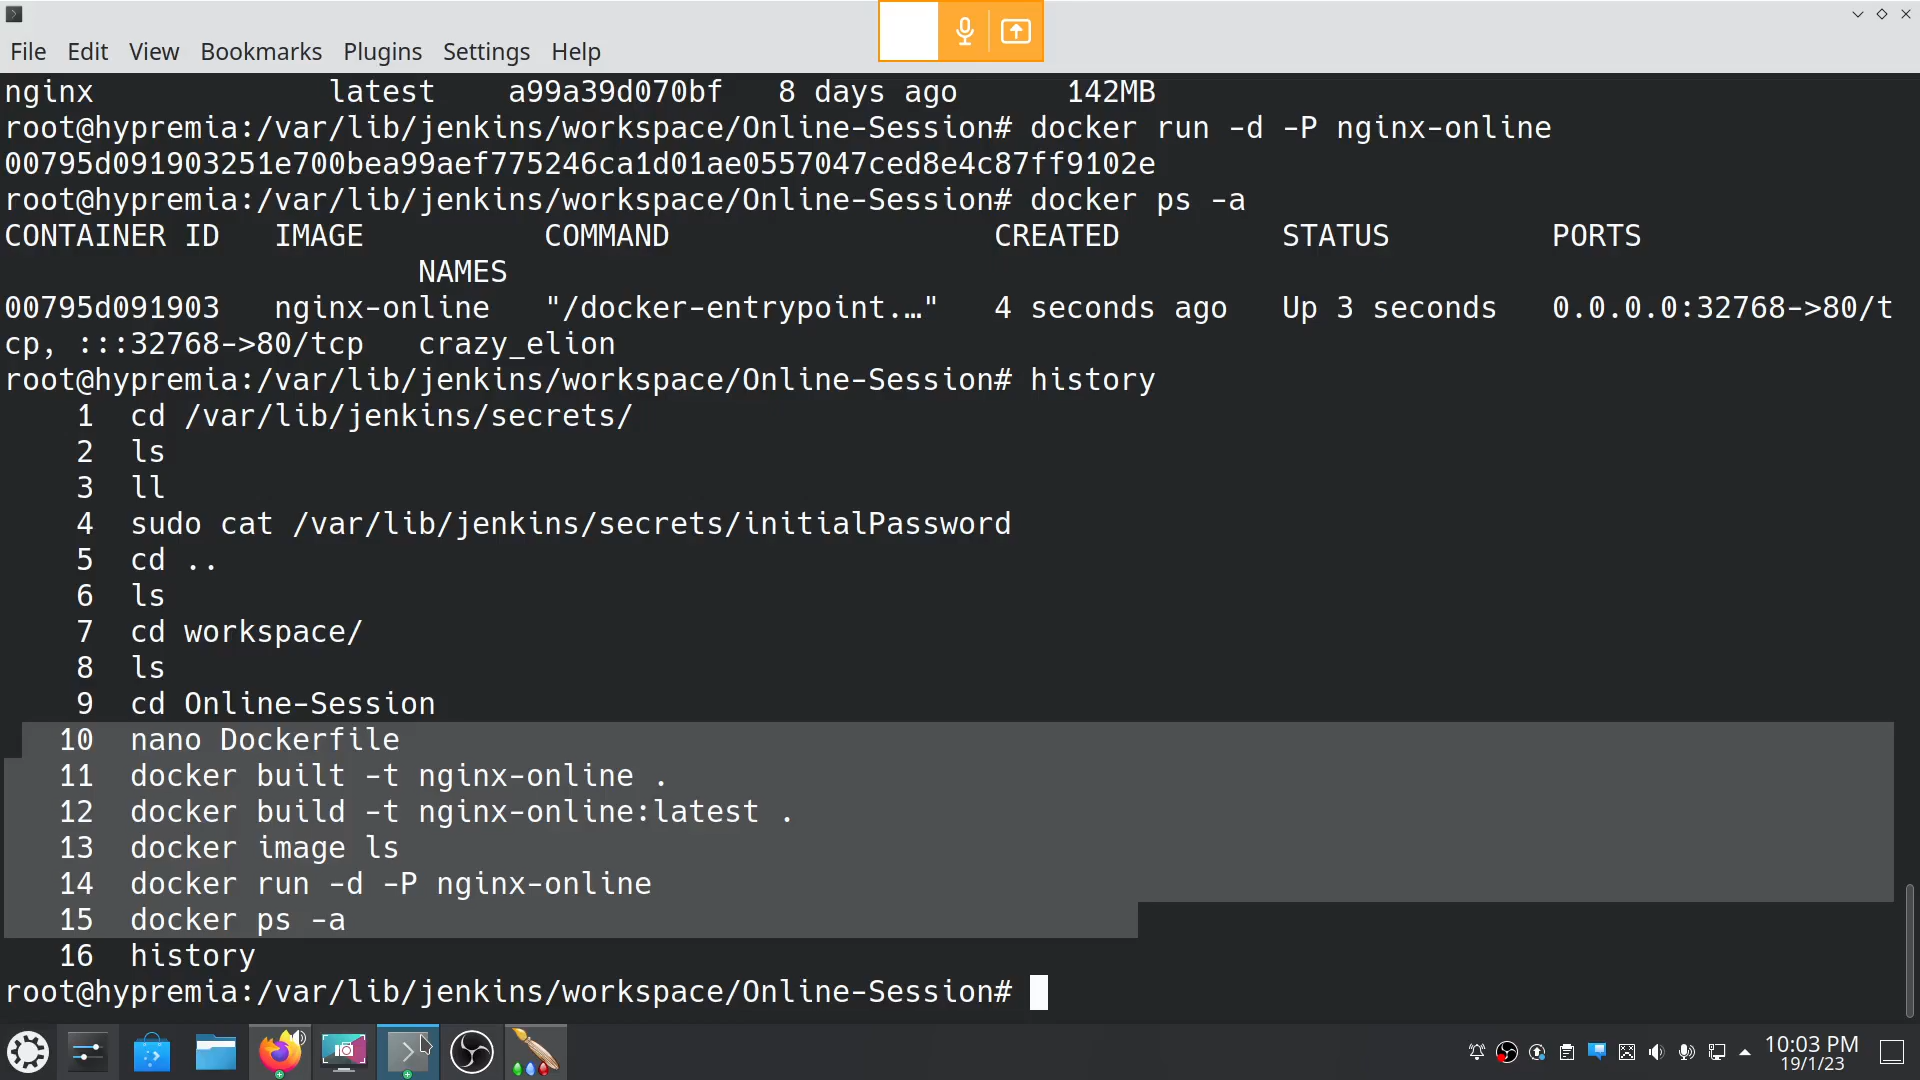 File Edit View Bookmarks Plugins Settings Help
nginx latest a99a39d070bf 8 days ago 142MB
root@hypremia:/var/lib/jenkins/workspace/Online-Session# docker run -d -P nginx-online
00795d091903251e700bea99aef775246ca1d01ae0557047ced8e4c87ff9102e
root@hypremia:/var/lib/jenkins/workspace/Online-Session# docker ps -a
CONTAINER ID IMAGE COMMAND CREATED STATUS PORTS
NAMES
00795d091903 nginx-online "/docker-entrypoint.…" 4 seconds ago Up 3 seconds 0.0.0.0:32768->80/t
cp, :::32768->80/tcp crazy_elion
root@hypremia:/var/lib/jenkins/workspace/Online-Session# history
1 cd /var/lib/jenkins/secrets/
2 ls
3 ll
4 sudo cat /var/lib/jenkins/secrets/initialPassword
5 cd ..
6 ls
7 cd workspace/
8 ls
9 cd Online-Session
10 nano Dockerfile
11 docker built -t nginx-online .
12 docker build -t nginx-online:latest .
13 docker image ls
14 docker run -d -P nginx-online
15 docker ps -a
16 history
root@hypremia:/var/lib/jenkins/workspace/Online-Session#
10:03 PM
19/1/23